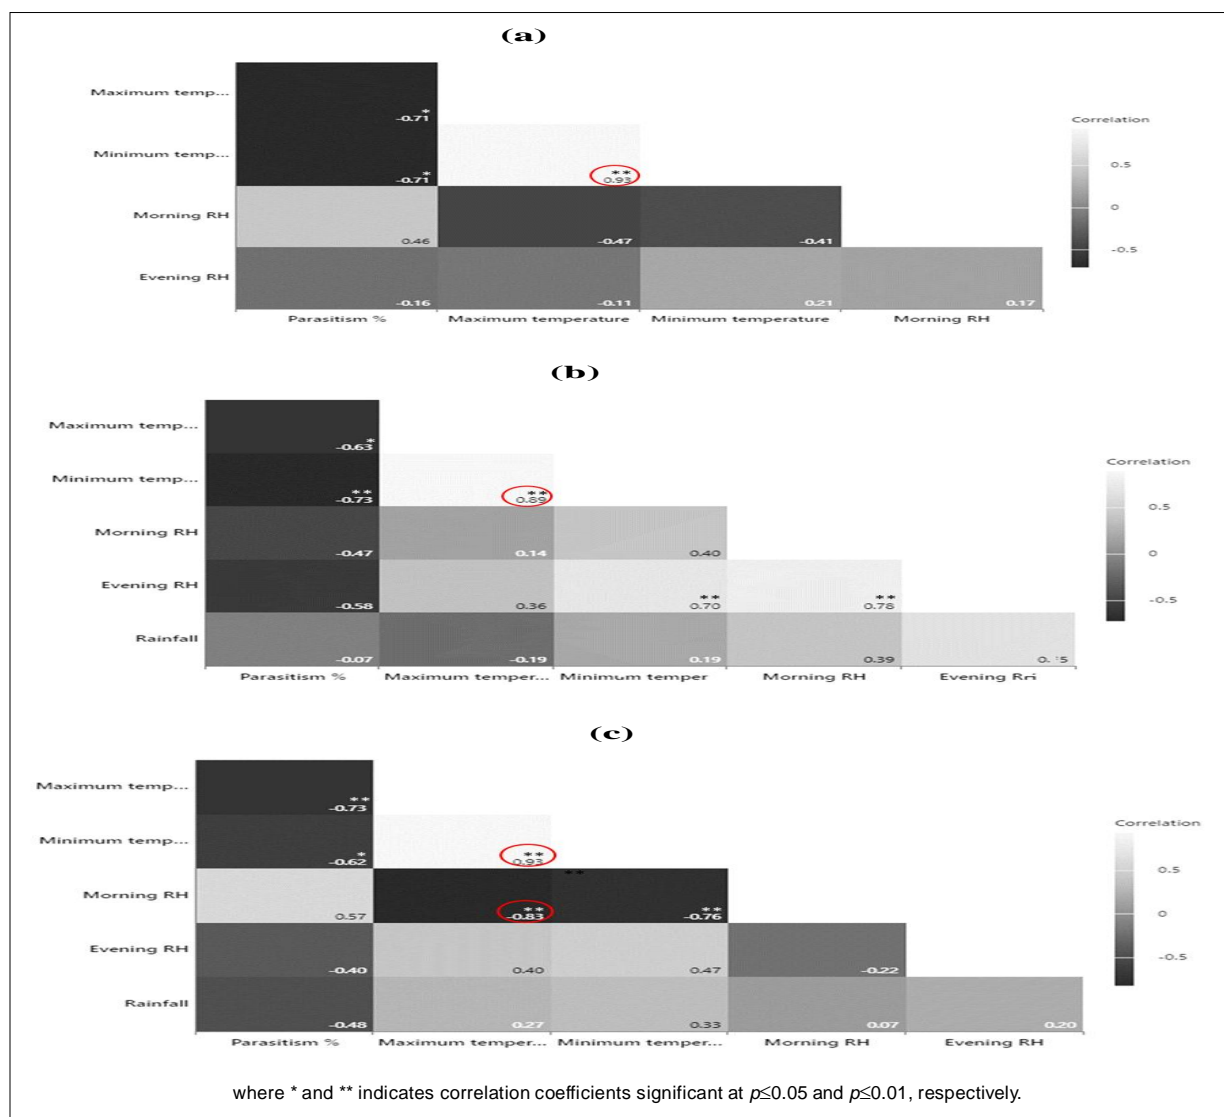 (a)
Maximum temp...
*
-0.71
Correlation
Minimum temp...
*
-0.71
**
0.93
0.5
Morning RH
0.46
-0.47
-0.41
0
Evening RH
-0.16
-0.11
0.21
0.17
-0.5
Parasitism %
Maximum temperature
Minimum temperature
Morning RH
(b)
Maximum temp...
*
-0.63
Correlation
Minimum temp...
**
-0.73
**
0.89
0.5
Morning RH
-0.47
0.14
0.40
0
Evening RH
-0.58
0.36
**
0.70
**
0.78
-0.5
Rainfall
-0.07
-0.19
0.19
0.39
Parasitism %
Maximum temper...
Minimum temper
Morning RH
Evening
(c)
Maximum temp...
**
-0.73
Correlation
Minimum temp...
*
-0.62
**
0.93
0.5
Morning RH
0.57
**
**
-0.83
**
-0.76
0
Evening RH
-0.40
0.40
0.47
-0.22
-0.5
Rainfall
-0.48
0.27
0.33
0.07
0.20
Parasitism %
Maximum temper...
Minimum temper...
Morning RH
Evening RH
where * and ** indicates correlation coefficients significant at p≤0.05 and p≤0.01, respectively.